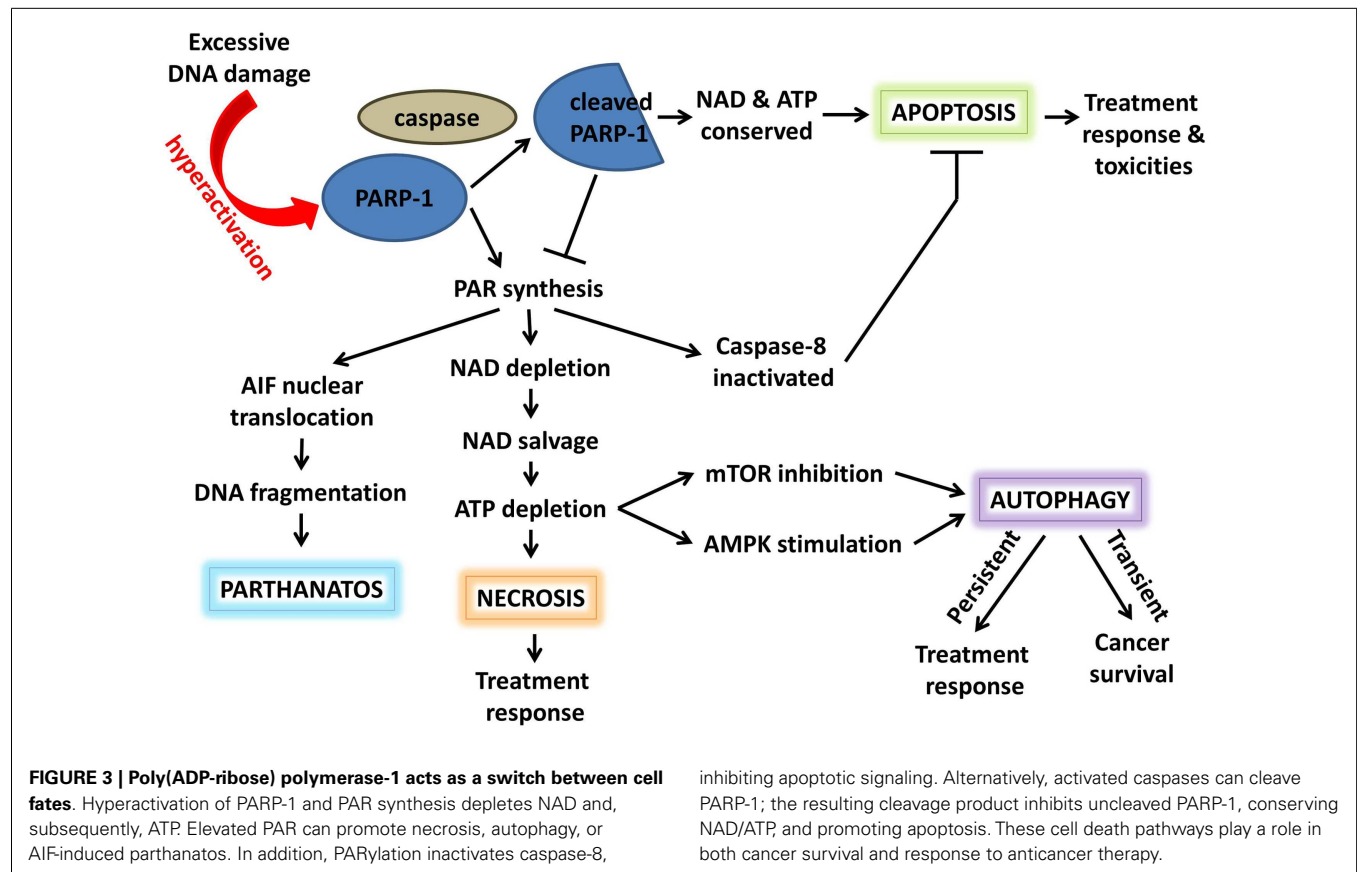 Excessive
DNA damage
hyperactivation
caspase
PARP-1
cleaved
PARP-1
NAD & ATP
conserved
APOPTOSIS
Treatment
response &
toxicities
PAR synthesis
AIF nuclear
translocation
DNA fragmentation
PARTHANATOS
NAD depletion
NAD salvage
ATP depletion
NECROSIS
Treatment
response
Caspase-8
inactivated
mTOR inhibition
AMPK stimulation
AUTOPHAGY
Persistent
Transient
Treatment
response
Cancer
survival
FIGURE 3 | Poly(ADP-ribose) polymerase-1 acts as a switch between cell
fates. Hyperactivation of PARP-1 and PAR synthesis depletes NAD and,
subsequently, ATP. Elevated PAR can promote necrosis, autophagy, or
AIF-induced parthanatos. In addition, PARylation inactivates caspase-8,
inhibiting apoptotic signaling. Alternatively, activated caspases can cleave
PARP-1; the resulting cleavage product inhibits uncleaved PARP-1, conserving
NAD/ATP, and promoting apoptosis. These cell death pathways play a role in
both cancer survival and response to anticancer therapy.